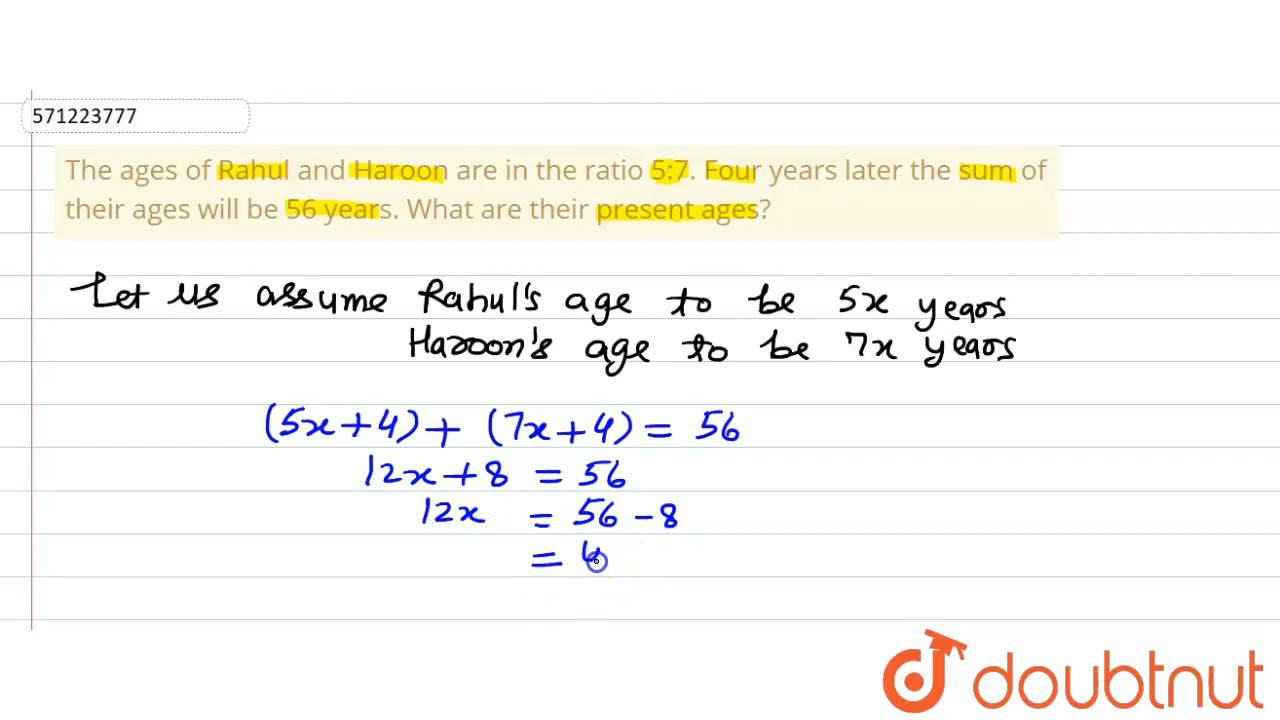 571223777
The ages of Rahul and Haroon are in the ratio 5:7. Four years later the sum of
their ages will be 56 years. What are their present ages?
Let us assume Rahul's age to be 5x years
Haroon's age to be 7x years
(5x+4)+(7x+4)=56
12x+8=56
12x=56-8
=4
doubtnut